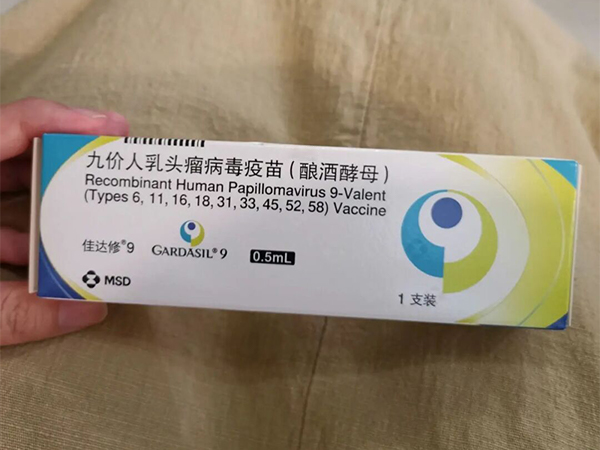 九价人乳头瘤病毒疫苗（酿酒酵母）
Recombinant Human Papillomavirus 9-Valent
(Types 6, 11, 16, 18, 31, 33, 45, 52, 58) Vaccine
佳达修®9 GARDASIL®9 0.5mL
MSD 1 支装